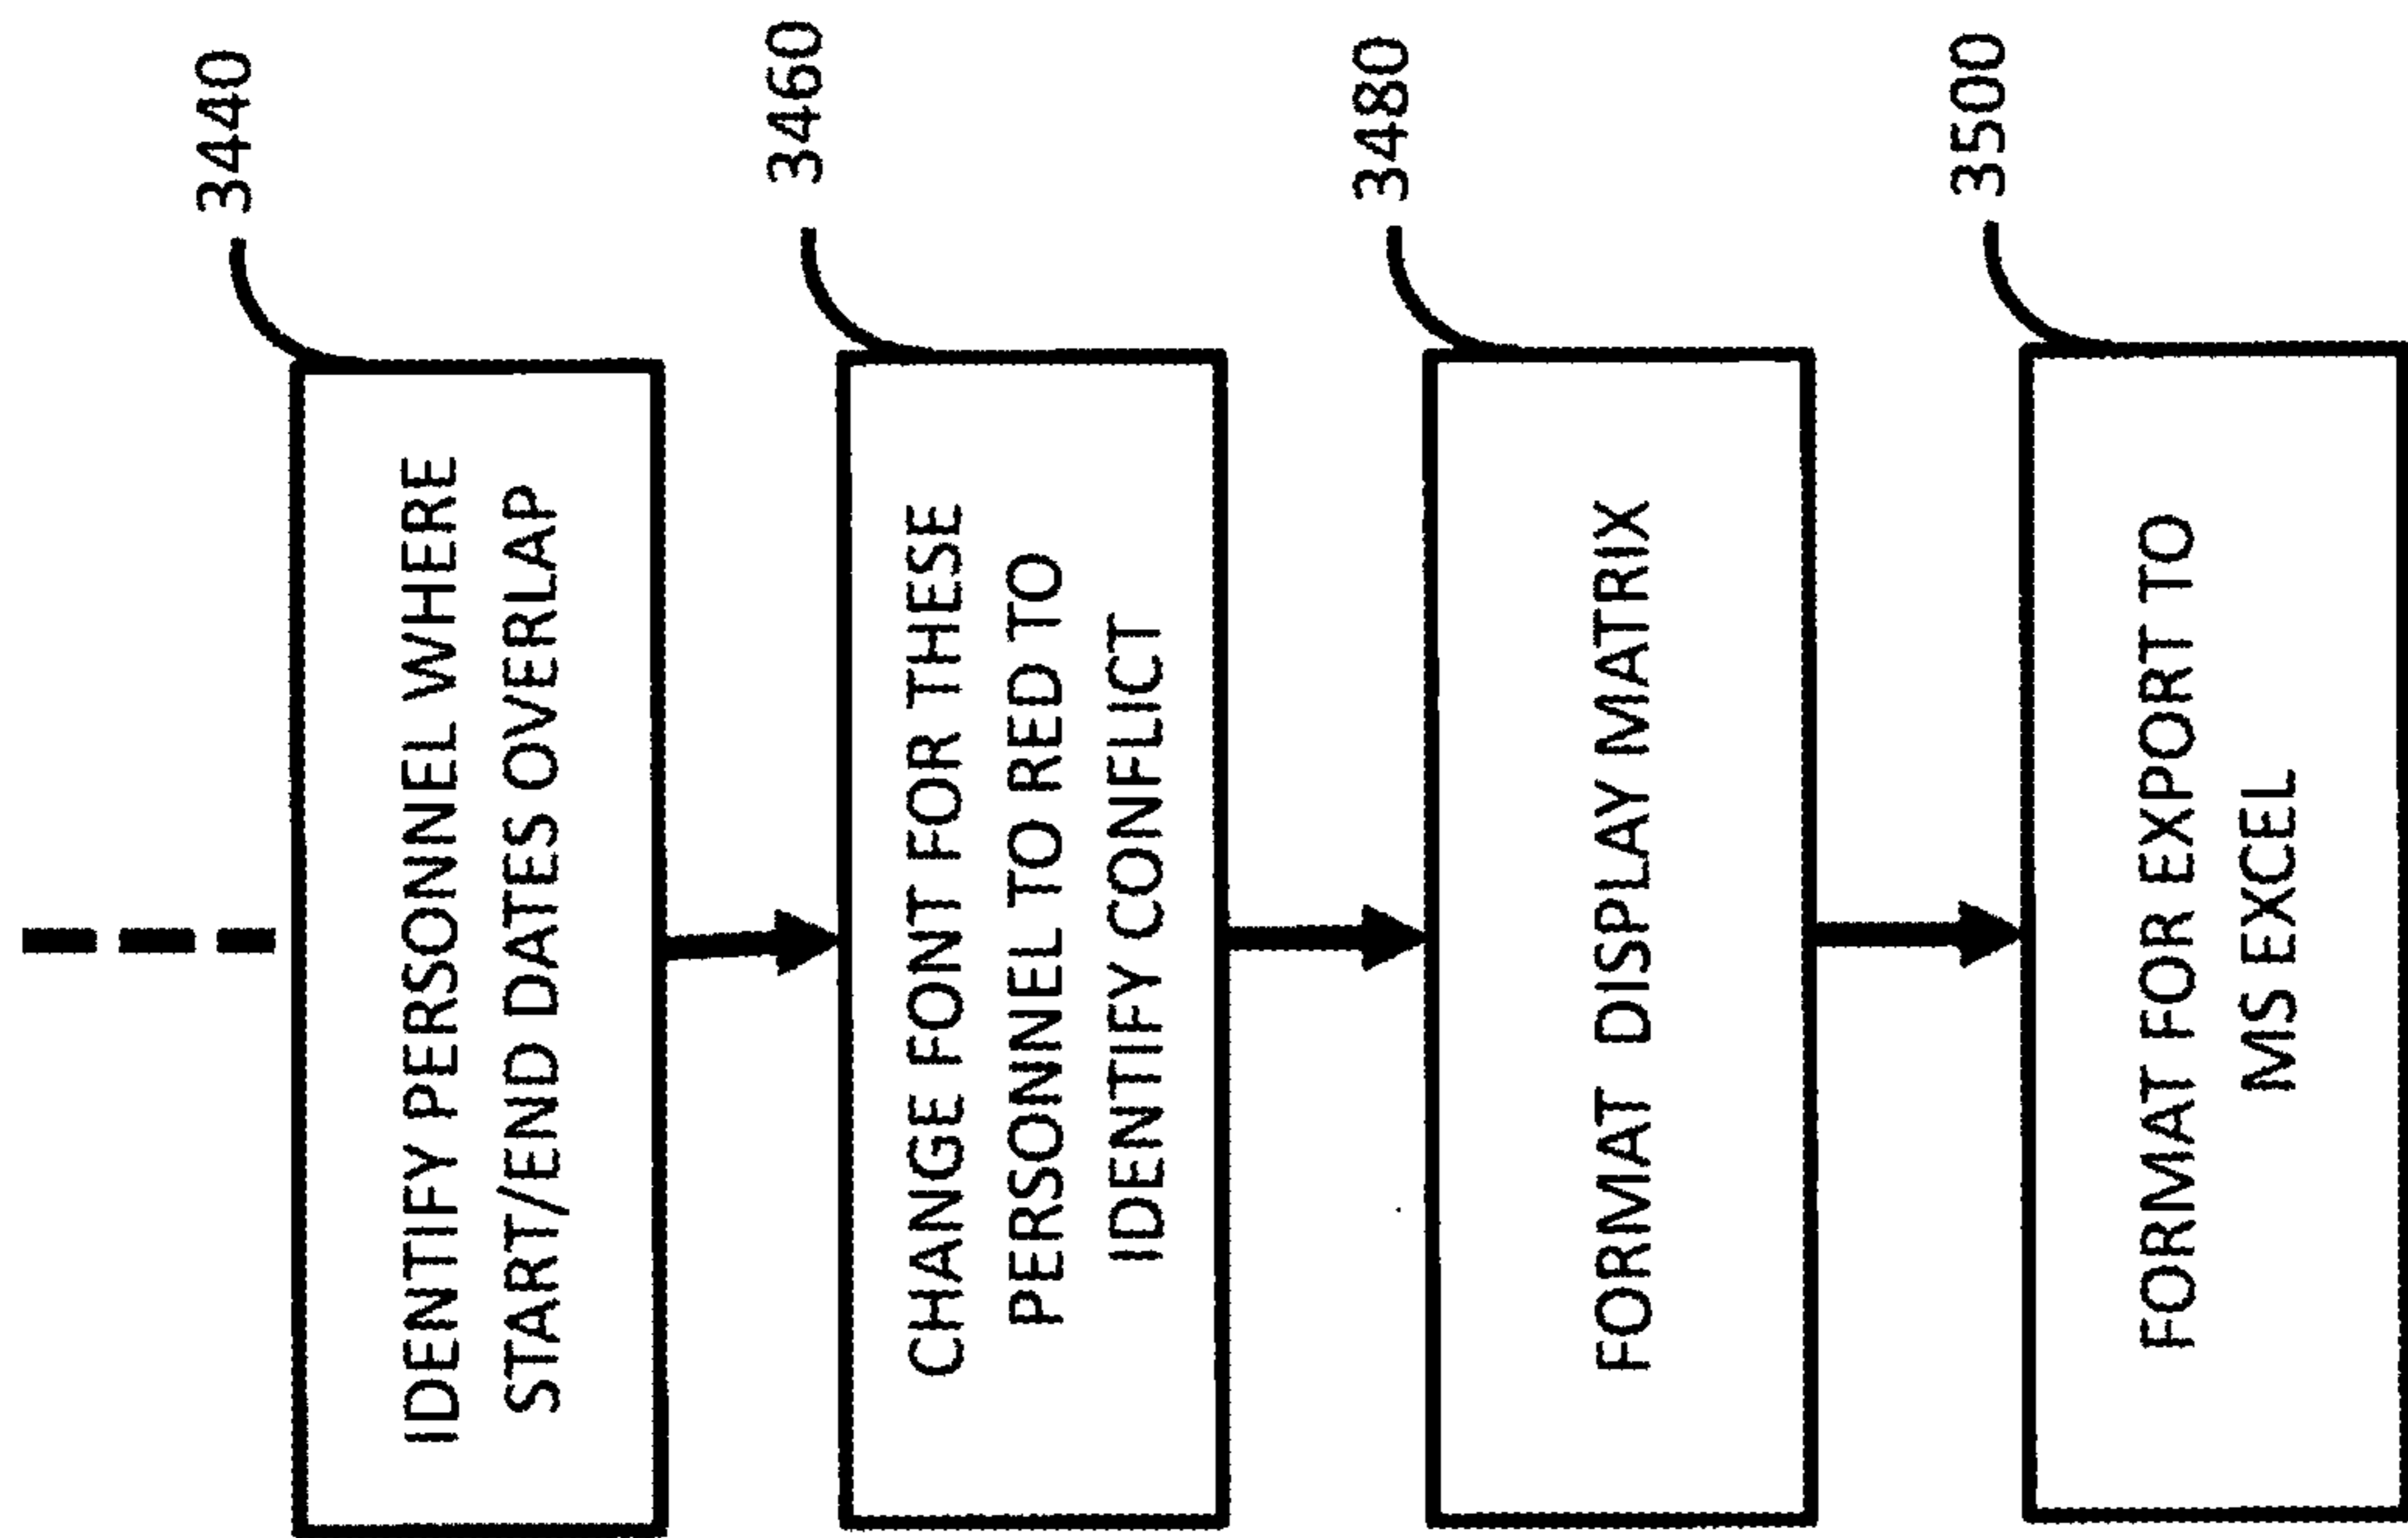 3440
IDENTIFY PERSONNEL WHERE
START/END DATES OVERLAP
3460
CHANGE FONT FOR THESE
PERSONNEL TO RED TO
IDENTIFY CONFLICT
3480
FORMAT DISPLAY MATRIX
3500
FORMAT FOR EXPORT TO
MS EXCEL